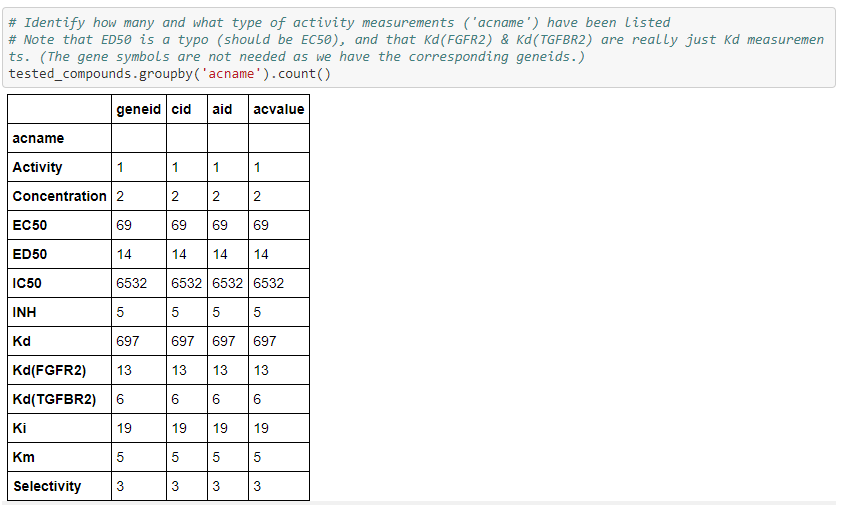 # Identify how many and what type of activity measurements ('acname') have been listed
# Note that ED50 is a typo (should be EC50), and that Kd(FGFR2) & Kd(TGFBR2) are really just Kd measuremen
ts. (The gene symbols are not needed as we have the corresponding geneids.)
tested_compounds.groupby('acname').count()
geneid cid aid acvalue
acname
Activity 1 1 1 1
Concentration 2 2 2 2
EC50 69 69 69 69
ED50 14 14 14 14
IC50 6532 6532 6532 6532
INH 5 5 5 5
Kd 697 697 697 697
Kd(FGFR2) 13 13 13 13
Kd(TGFBR2) 6 6 6 6
Ki 19 19 19 19
Km 5 5 5 5
Selectivity 3 3 3 3